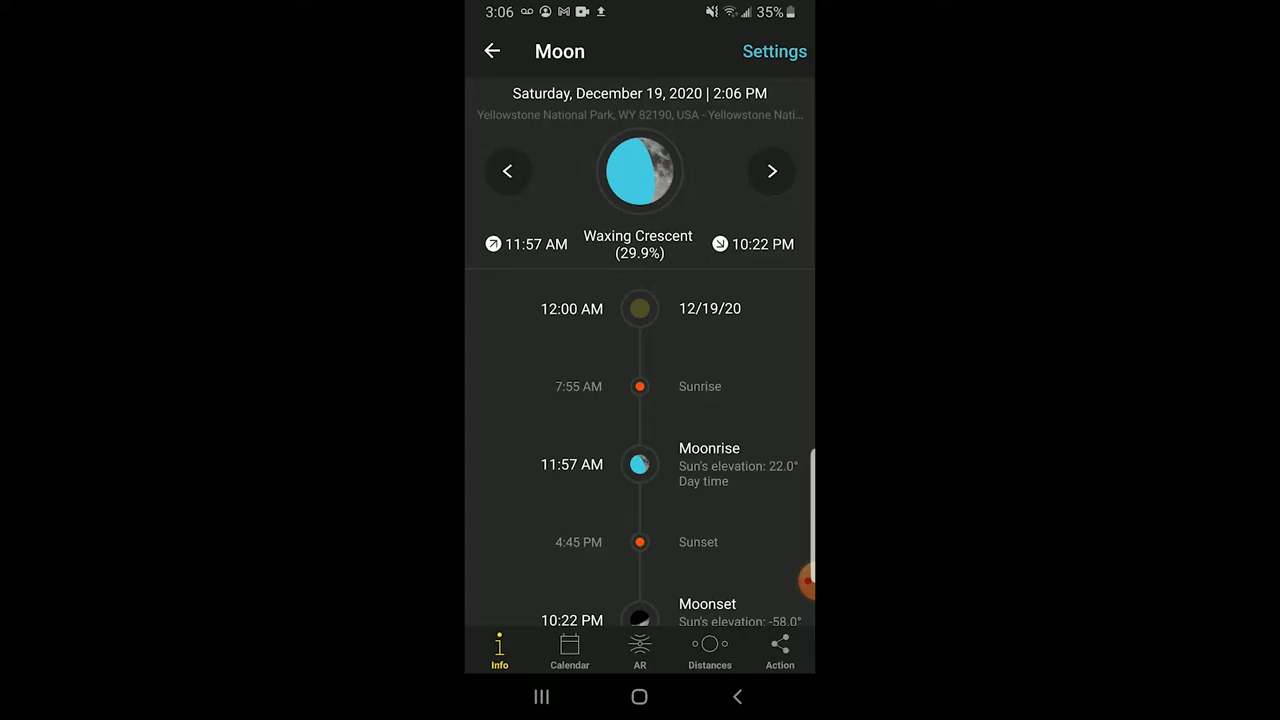 3:06 35%
Moon Settings
Saturday, December 19, 2020 | 2:06 PM
Yellowstone National Park, WY 82190, USA - Yellowstone Nati...
11:57 AM Waxing Crescent 10:22 PM
(29.9%)
12:00 AM 12/19/20
7:55 AM Sunrise
11:57 AM Moonrise
Sun's elevation: 22.0°
Day time
4:45 PM Sunset
10:22 PM Moonset
Sun's elevation: -58.0°
Info Calendar AR Distances Action